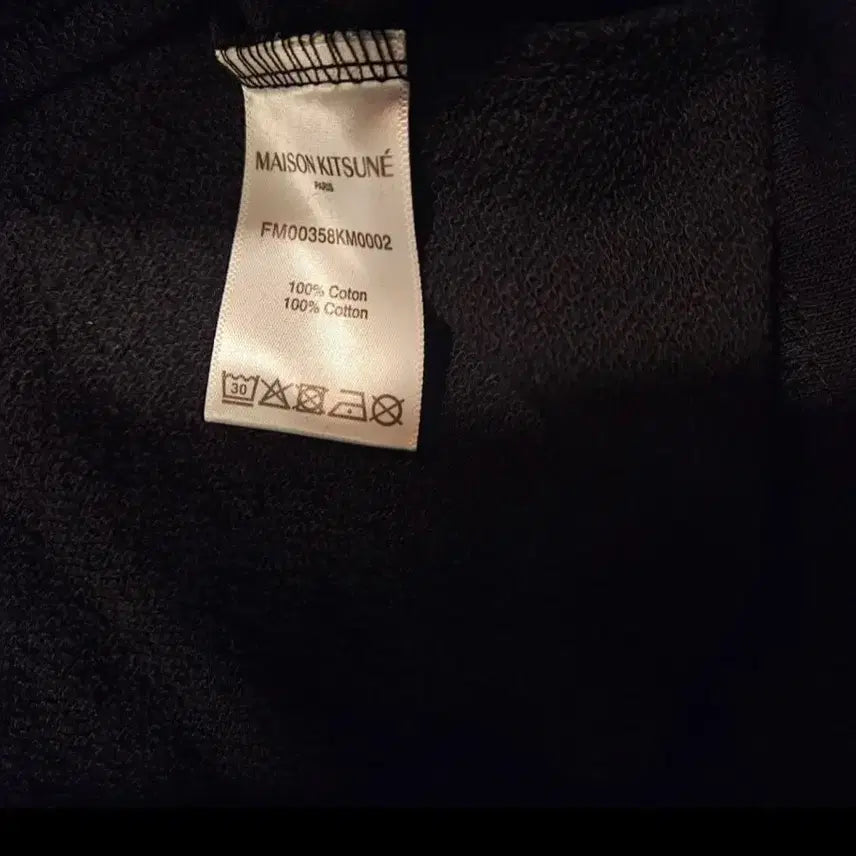 MAISON KITSUNÉ
PARIS
FM00358KM0002
100% Coton
100% Cotton
30